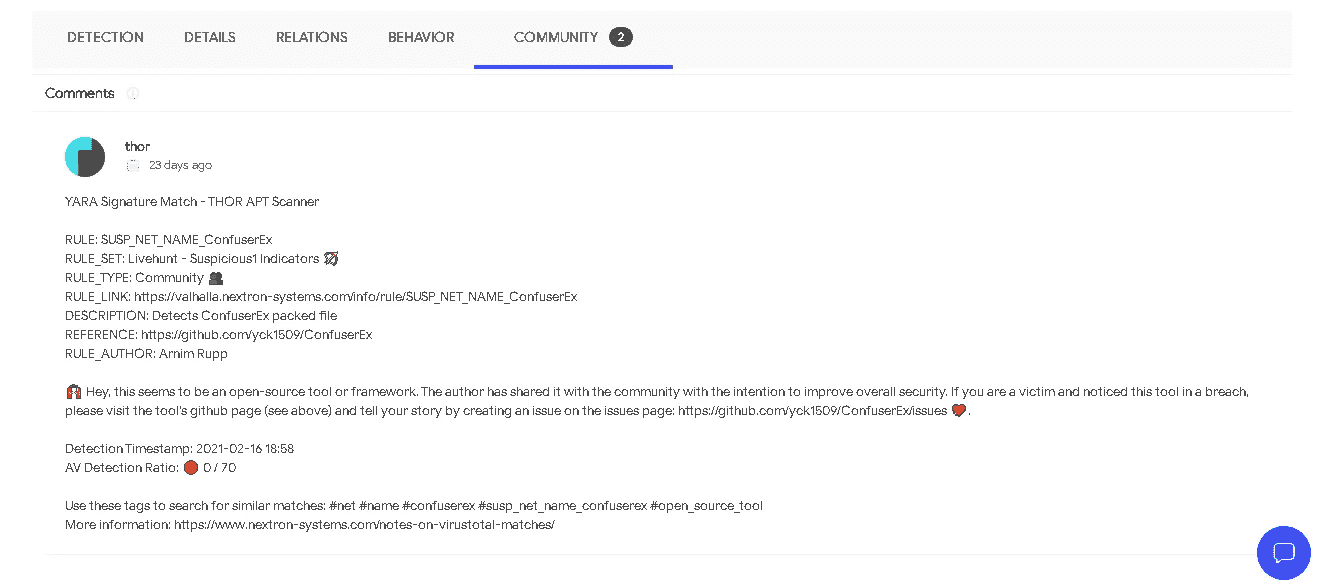 DETECTION DETAILS RELATIONS BEHAVIOR COMMUNITY 2
Comments
thor
23 days ago
YARA Signature Match - THOR APT Scanner
RULE: SUSP_NET_NAME_ConfuserEx
RULE_SET: Livehunt - Suspicious1 Indicators
RULE_TYPE: Community
RULE_LINK: https://valhalla.nextron-systems.com/info/rule/SUSP_NET_NAME_ConfuserEx
DESCRIPTION: Detects ConfuserEx packed file
REFERENCE: https://github.com/yck1509/ConfuserEx
RULE_AUTHOR: Arnim Rupp
Hey, this seems to be an open-source tool or framework. The author has shared it with the community with the intention to improve overall security. If you are a victim and noticed this tool in a breach,
please visit the tool's github page (see above) and tell your story by creating an issue on the issues page: https://github.com/yck1509/ConfuserEx/issues ❤.
Detection Timestamp: 2021-02-16 18:58
AV Detection Ratio: 🔴 0 / 70
Use these tags to search for similar matches: #net #name #confuserex #susp_net_name_confuserex #open_source_tool
More information: https://www.nextron-systems.com/notes-on-virustotal-matches/